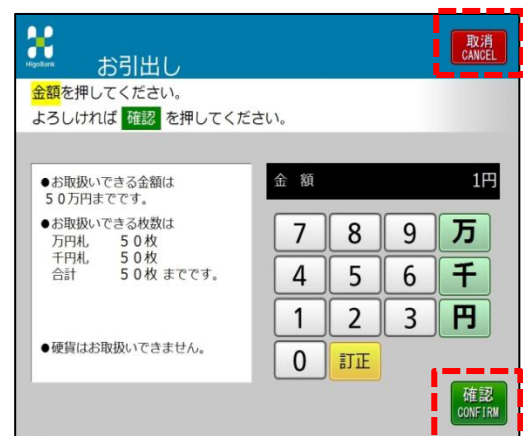 HigoBank
お引出し
取消
CANCEL
金額を押してください。
よろしければ 確認 を押してください。
●お取扱いできる金額は
50万円までです。
●お取扱いできる枚数は
万円札 50枚
千円札 50枚
合計 50枚 までです。
●硬貨はお取扱いできません。
金 額 1円
7 8 9 万
4 5 6 千
1 2 3 円
0 訂正
確認
CONFIRM